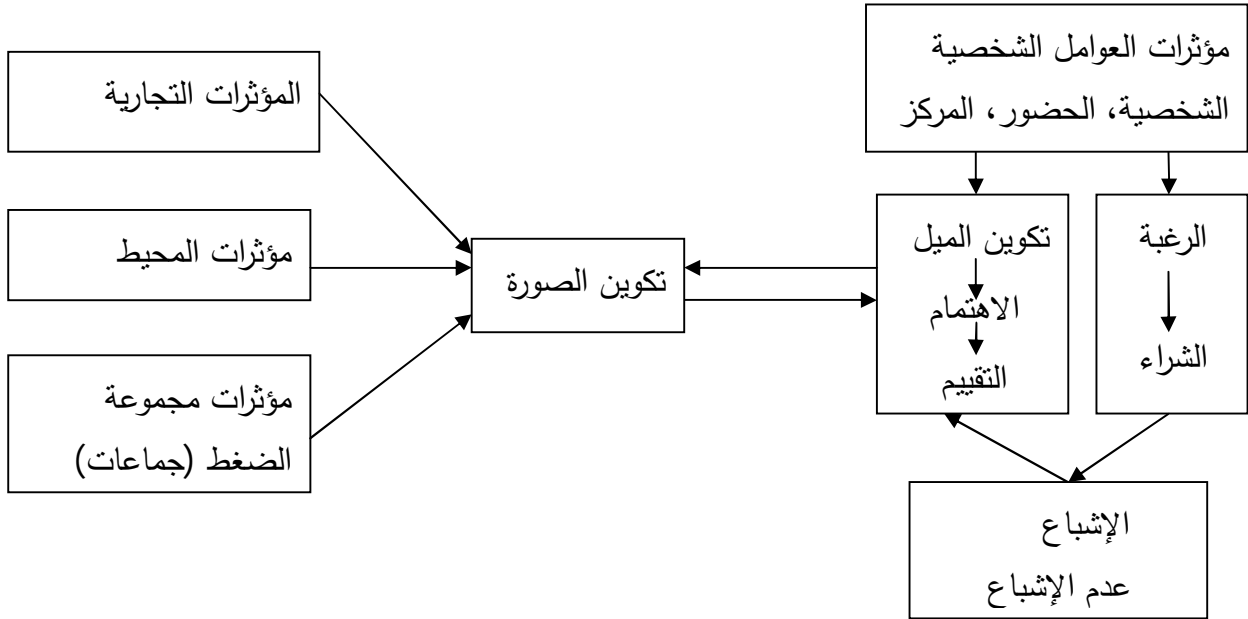 مؤثرات العوامل الشخصية
الشخصية، الحضور، المركز
المؤثرات التجارية
مؤثرات المحيط
مؤثرات مجموعة
الضغط (جماعات)
تكوين الصورة
تكوين الميل
الاهتمام
التقييم
الرغبة
الشراء
الإشباع
عدم الإشباع